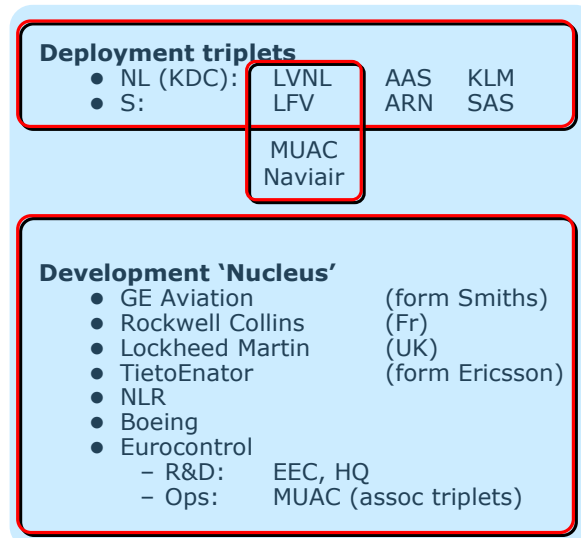 Deployment triplets
● NL (KDC): LVNL AAS KLM
● S: LFV ARN SAS
MUAC
Naviair
Development ‘Nucleus’
● GE Aviation (form Smiths)
● Rockwell Collins (Fr)
● Lockheed Martin (UK)
● TietoEnator (form Ericsson)
● NLR
● Boeing
● Eurocontrol
– R&D: EEC, HQ
– Ops: MUAC (assoc triplets)